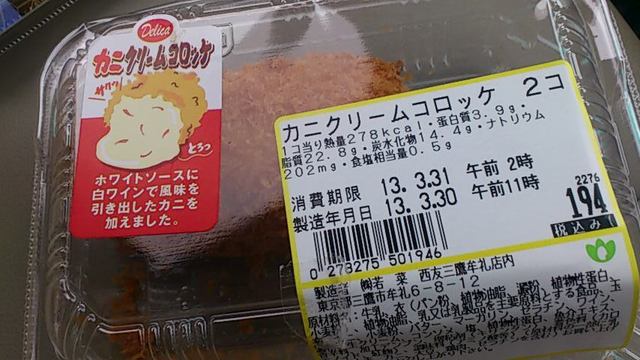 Delica
カニクリームコロッケ
サクッ
とろっ
ホワイトソースに
白ワインで風味を
引き出したカニを
加えました。
カニクリームコロッケ 2コ
1コ当り熱量278kcal・蛋白質3.9g・
脂質22.8g・炭水化物14.4g・ナトリウム
202mg・食塩相当量0.5g
消費期限 13.3.31 午前 2時
製造年月日 13.3.30 午前11時
2276
194
税込み
0 273275 501946
製造 ㈱若菜 西友三鷹牟礼店内
東京都三鷹市牟礼6-8-12